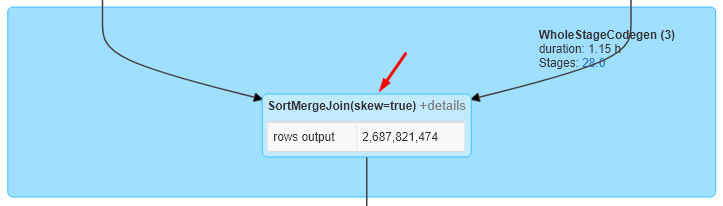 WholeStageCodegen (3)
duration: 1.15 h
Stages: 28.0
SortMergeJoin(skew=true) +details
rows output 2,687,821,474